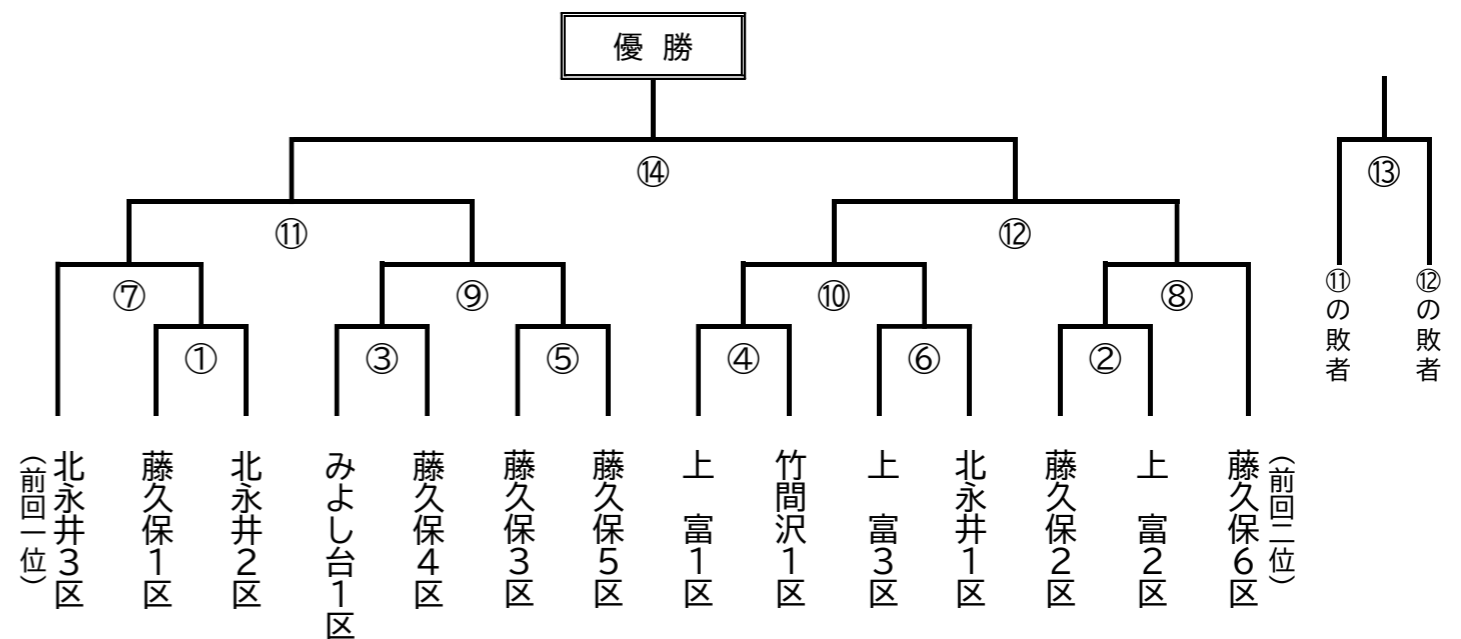 優 勝
⑭
⑬
⑪
⑫
⑦
⑨
⑩
⑧
①
③
⑤
④
⑥
②
⑪の敗者
⑫の敗者
(前回一位)
北永井3区
藤久保1区
北永井2区
みよし台1区
藤久保4区
藤久保3区
藤久保5区
上 富1区
竹間沢1区
上 富3区
北永井1区
藤久保2区
上 富2区
藤久保6区
(前回二位)